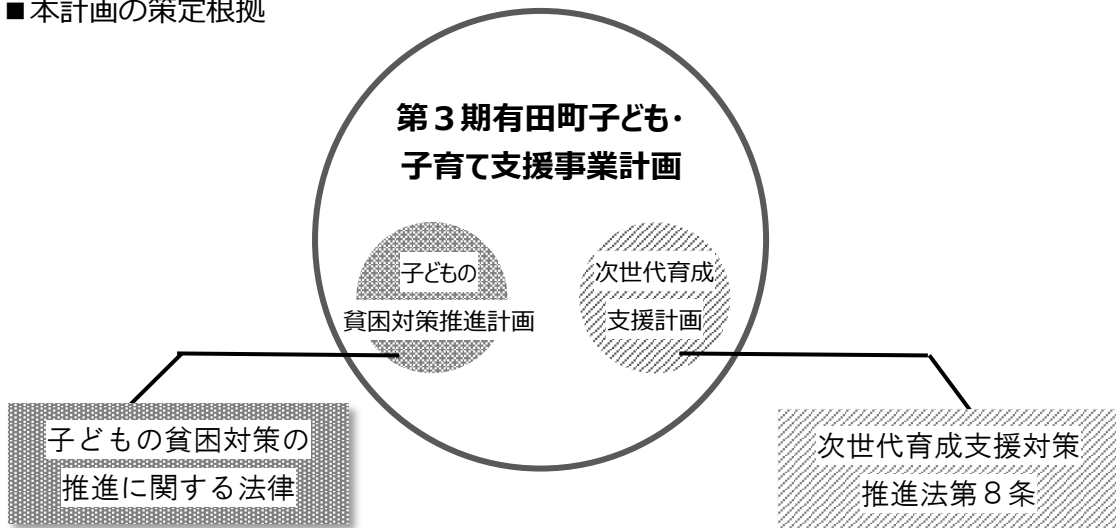 ■本計画の策定根拠
第３期有田町子ども・
子育て支援事業計画
子どもの
貧困対策推進計画
次世代育成
支援計画
子どもの貧困対策の
推進に関する法律
次世代育成支援対策
推進法第８条